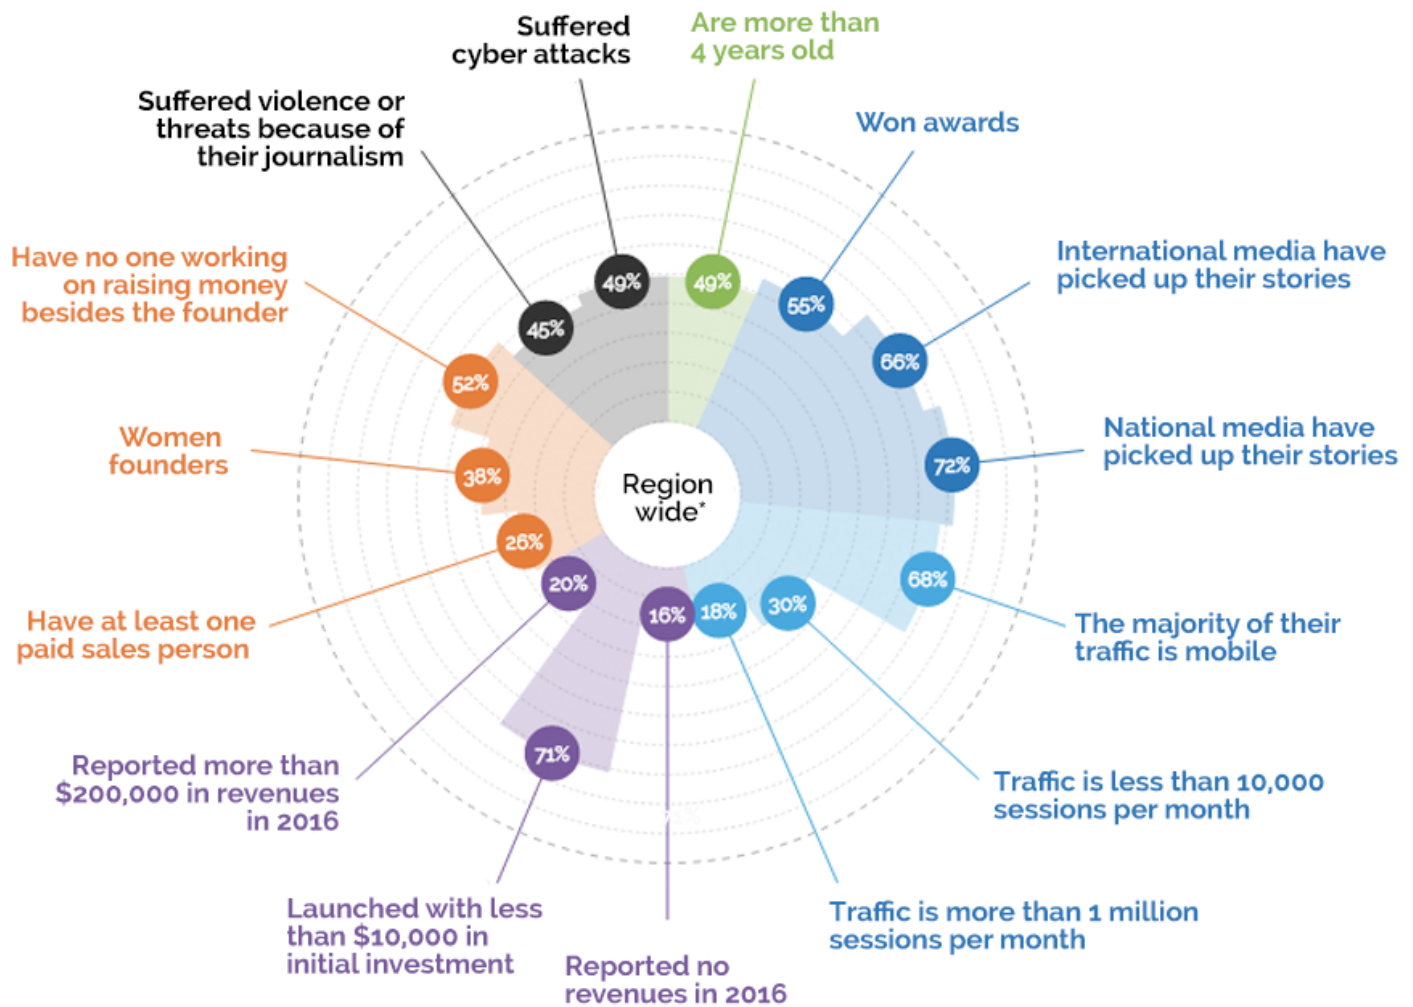 Suffered
cyber attacks
49%
Are more than
4 years old
49%
Won awards
55%
International media have
picked up their stories
66%
National media have
picked up their stories
72%
The majority of their
traffic is mobile
68%
Traffic is less than 10,000
sessions per month
30%
Traffic is more than 1 million
sessions per month
18%
Reported no
revenues in 2016
16%
Launched with less
than $10,000 in
initial investment
71%
Reported more than
$200,000 in revenues
in 2016
20%
Have at least one
paid sales person
26%
Women
founders
38%
Have no one working
on raising money
besides the founder
52%
Suffered violence or
threats because of
their journalism
45%
Region
wide*
71%